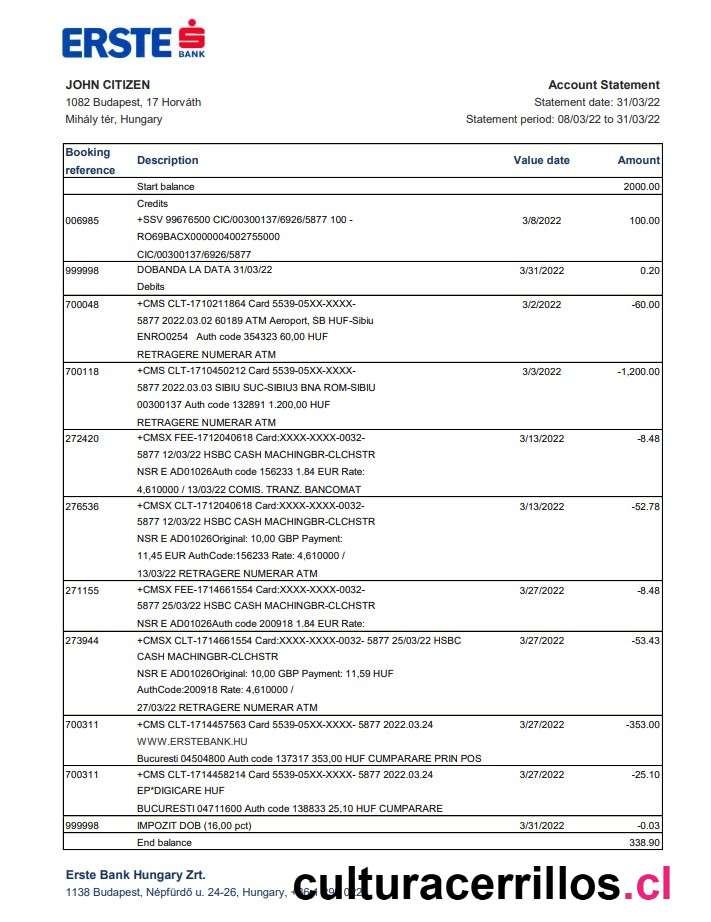 ERSTE
BANK
JOHN CITIZEN
1082 Budapest, 17 Horváth
Mihály tér, Hungary
Account Statement
Statement date: 31/03/22
Statement period: 08/03/22 to 31/03/22
Booking reference Description Value date Amount
Start balance 2000.00
Credits
006985 +SSV 99676500 CIC/00300137/6926/5877 100 - 3/8/2022 100.00
RO69BACX0000004002755000
CIC/00300137/6926/5877
999998 DOBANDA LA DATA 31/03/22 3/31/2022 0.20
Debits
700048 +CMS CLT-1710211864 Card 5539-05XX-XXXX- 3/2/2022 -60.00
5877 2022.03.02 60189 ATM Aeroport, SB HUF-Sibiu
ENRO0254 Auth code 354323 60,00 HUF
RETRAGERE NUMERAR ATM
700118 +CMS CLT-1710450212 Card 5539-05XX-XXXX- 3/3/2022 -1,200.00
5877 2022.03.03 SIBIU SUC-SIBIU3 BNA ROM-SIBIU
00300137 Auth code 132891 1.200,00 HUF
RETRAGERE NUMERAR ATM
272420 +CMSX FEE-1712040618 Card:XXXX-XXXX-0032- 3/13/2022 -8.48
5877 12/03/22 HSBC CASH MACHINGBR-CLCHSTR
NSR E AD01026Auth code 156233 1.84 EUR Rate:
4,610000 / 13/03/22 COMIS. TRANZ. BANCOMAT
276536 +CMSX CLT-1712040618 Card:XXXX-XXXX-0032- 3/13/2022 -52.78
5877 12/03/22 HSBC CASH MACHINGBR-CLCHSTR
NSR E AD01026Original: 10,00 GBP Payment:
11,45 EUR AuthCode:156233 Rate: 4,610000 /
13/03/22 RETRAGERE NUMERAR ATM
271155 +CMSX FEE-1714661554 Card:XXXX-XXXX-0032- 3/27/2022 -8.48
5877 25/03/22 HSBC CASH MACHINGBR-CLCHSTR
NSR E AD01026Auth code 200918 1.84 EUR Rate:
273944 +CMSX CLT-1714661554 Card:XXXX-XXXX-0032- 5877 25/03/22 HSBC 3/27/2022 -53.43
CASH MACHINGBR-CLCHSTR
NSR E AD01026Original: 10,00 GBP Payment: 11,59 HUF
AuthCode:200918 Rate: 4,610000 /
27/03/22 RETRAGERE NUMERAR ATM
700311 +CMS CLT-1714457563 Card 5539-05XX-XXXX- 5877 2022.03.24 3/27/2022 -353.00
WWW.ERSTEBANK.HU
Bucuresti 04504800 Auth code 137317 353,00 HUF CUMPARARE PRIN POS
700311 +CMS CLT-1714458214 Card 5539-05XX-XXXX- 5877 2022.03.24 3/27/2022 -25.10
EP*DIGICARE HUF
BUCURESTI 04711600 Auth code 138833 25,10 HUF CUMPARARE
999998 IMPOZIT DOB (16,00 pct) 3/31/2022 -0.03
End balance 338.90
Erste Bank Hungary Zrt.
1138 Budapest, Népfürdő u. 24-26, Hungary,
culturacerrillos.cl